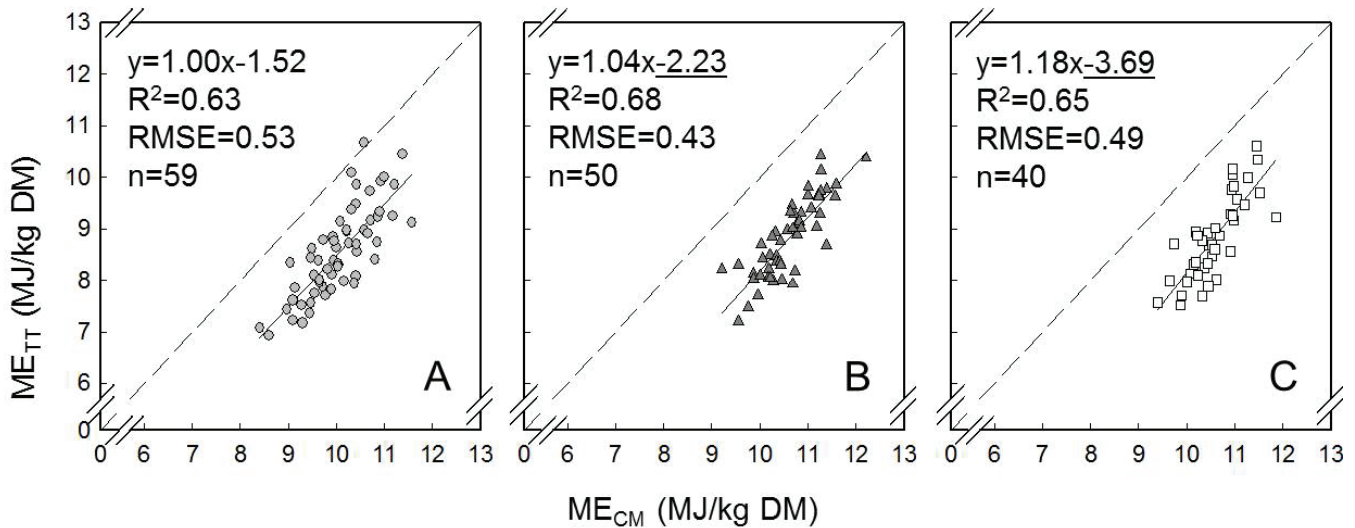 13
12
11
10
9
8
7
6
0
ME_TT (MJ/kg DM)
y=1.00x-1.52
R²=0.63
RMSE=0.53
n=59
A
0 6 7 8 9 10 11 12 13
y=1.04x-2.23
R²=0.68
RMSE=0.43
n=50
B
0 6 7 8 9 10 11 12 13
y=1.18x-3.69
R²=0.65
RMSE=0.49
n=40
C
0 6 7 8 9 10 11 12 13
ME_CM (MJ/kg DM)